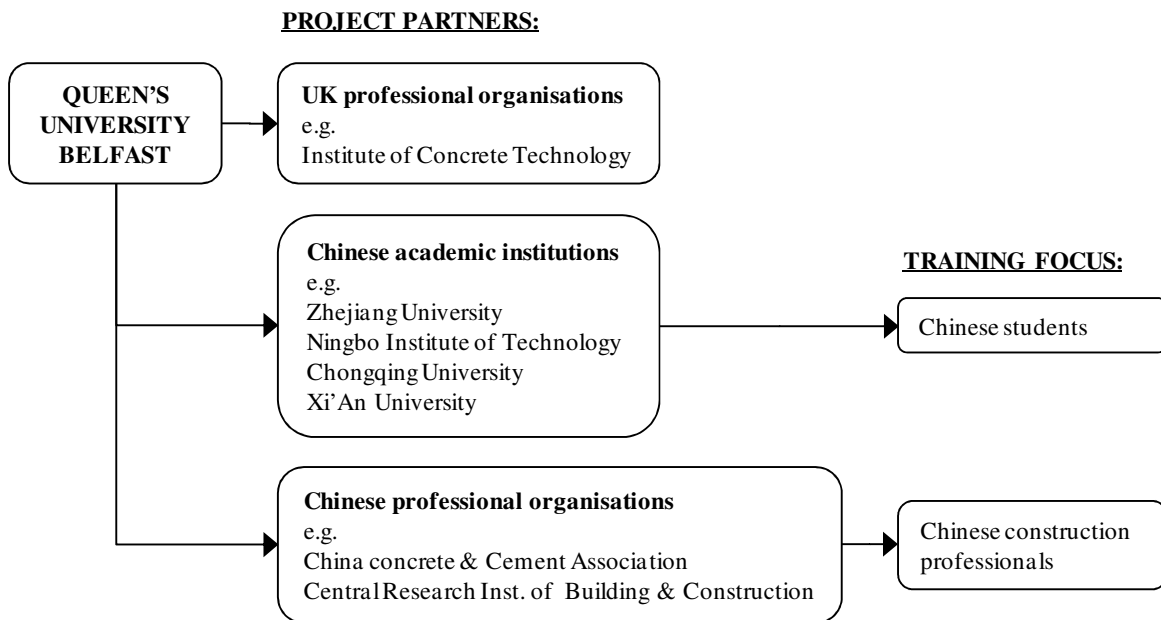 PROJECT PARTNERS:
QUEEN'S
UNIVERSITY
BELFAST
UK professional organisations
e.g.
Institute of Concrete Technology
Chinese academic institutions
e.g.
Zhejiang University
Ningbo Institute of Technology
Chongqing University
Xi'An University
TRAINING FOCUS:
Chinese students
Chinese professional organisations
e.g.
China concrete & Cement Association
Central Research Inst. of Building & Construction
Chinese construction
professionals